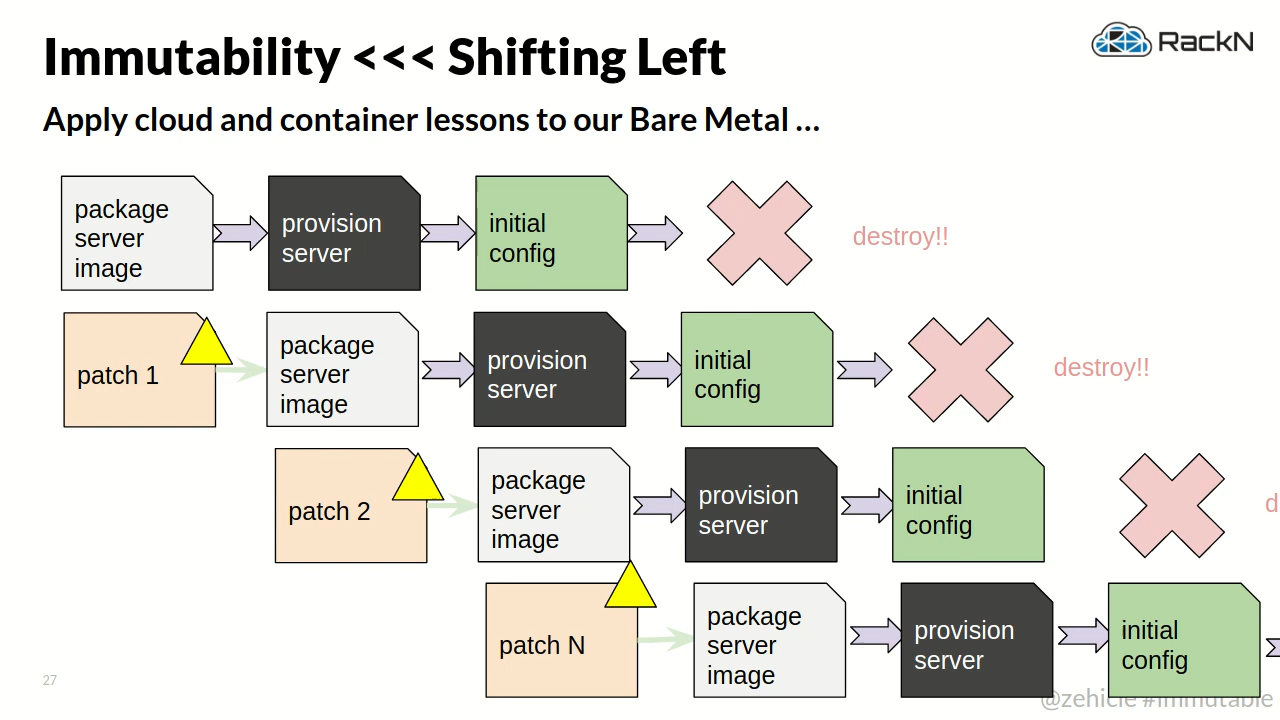 Immutability <<< Shifting Left
RackN
Apply cloud and container lessons to our Bare Metal ...
package
server
image
provision
server
initial
config
destroy!!
patch 1
package
server
image
provision
server
initial
config
destroy!!
patch 2
package
server
image
provision
server
initial
config
d
patch N
package
server
image
provision
server
initial
config
27
@zehicle #immutable